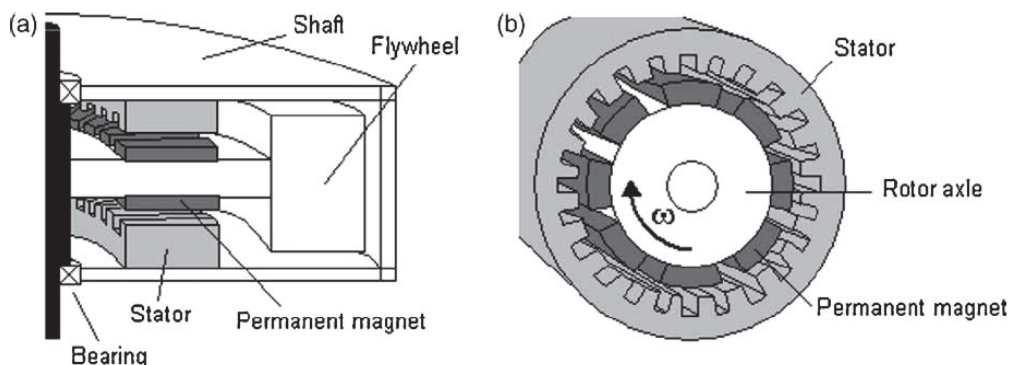 (a)
Shaft
Flywheel
Stator
Permanent magnet
Bearing
(b)
Stator
Rotor axle
ω
Permanent magnet